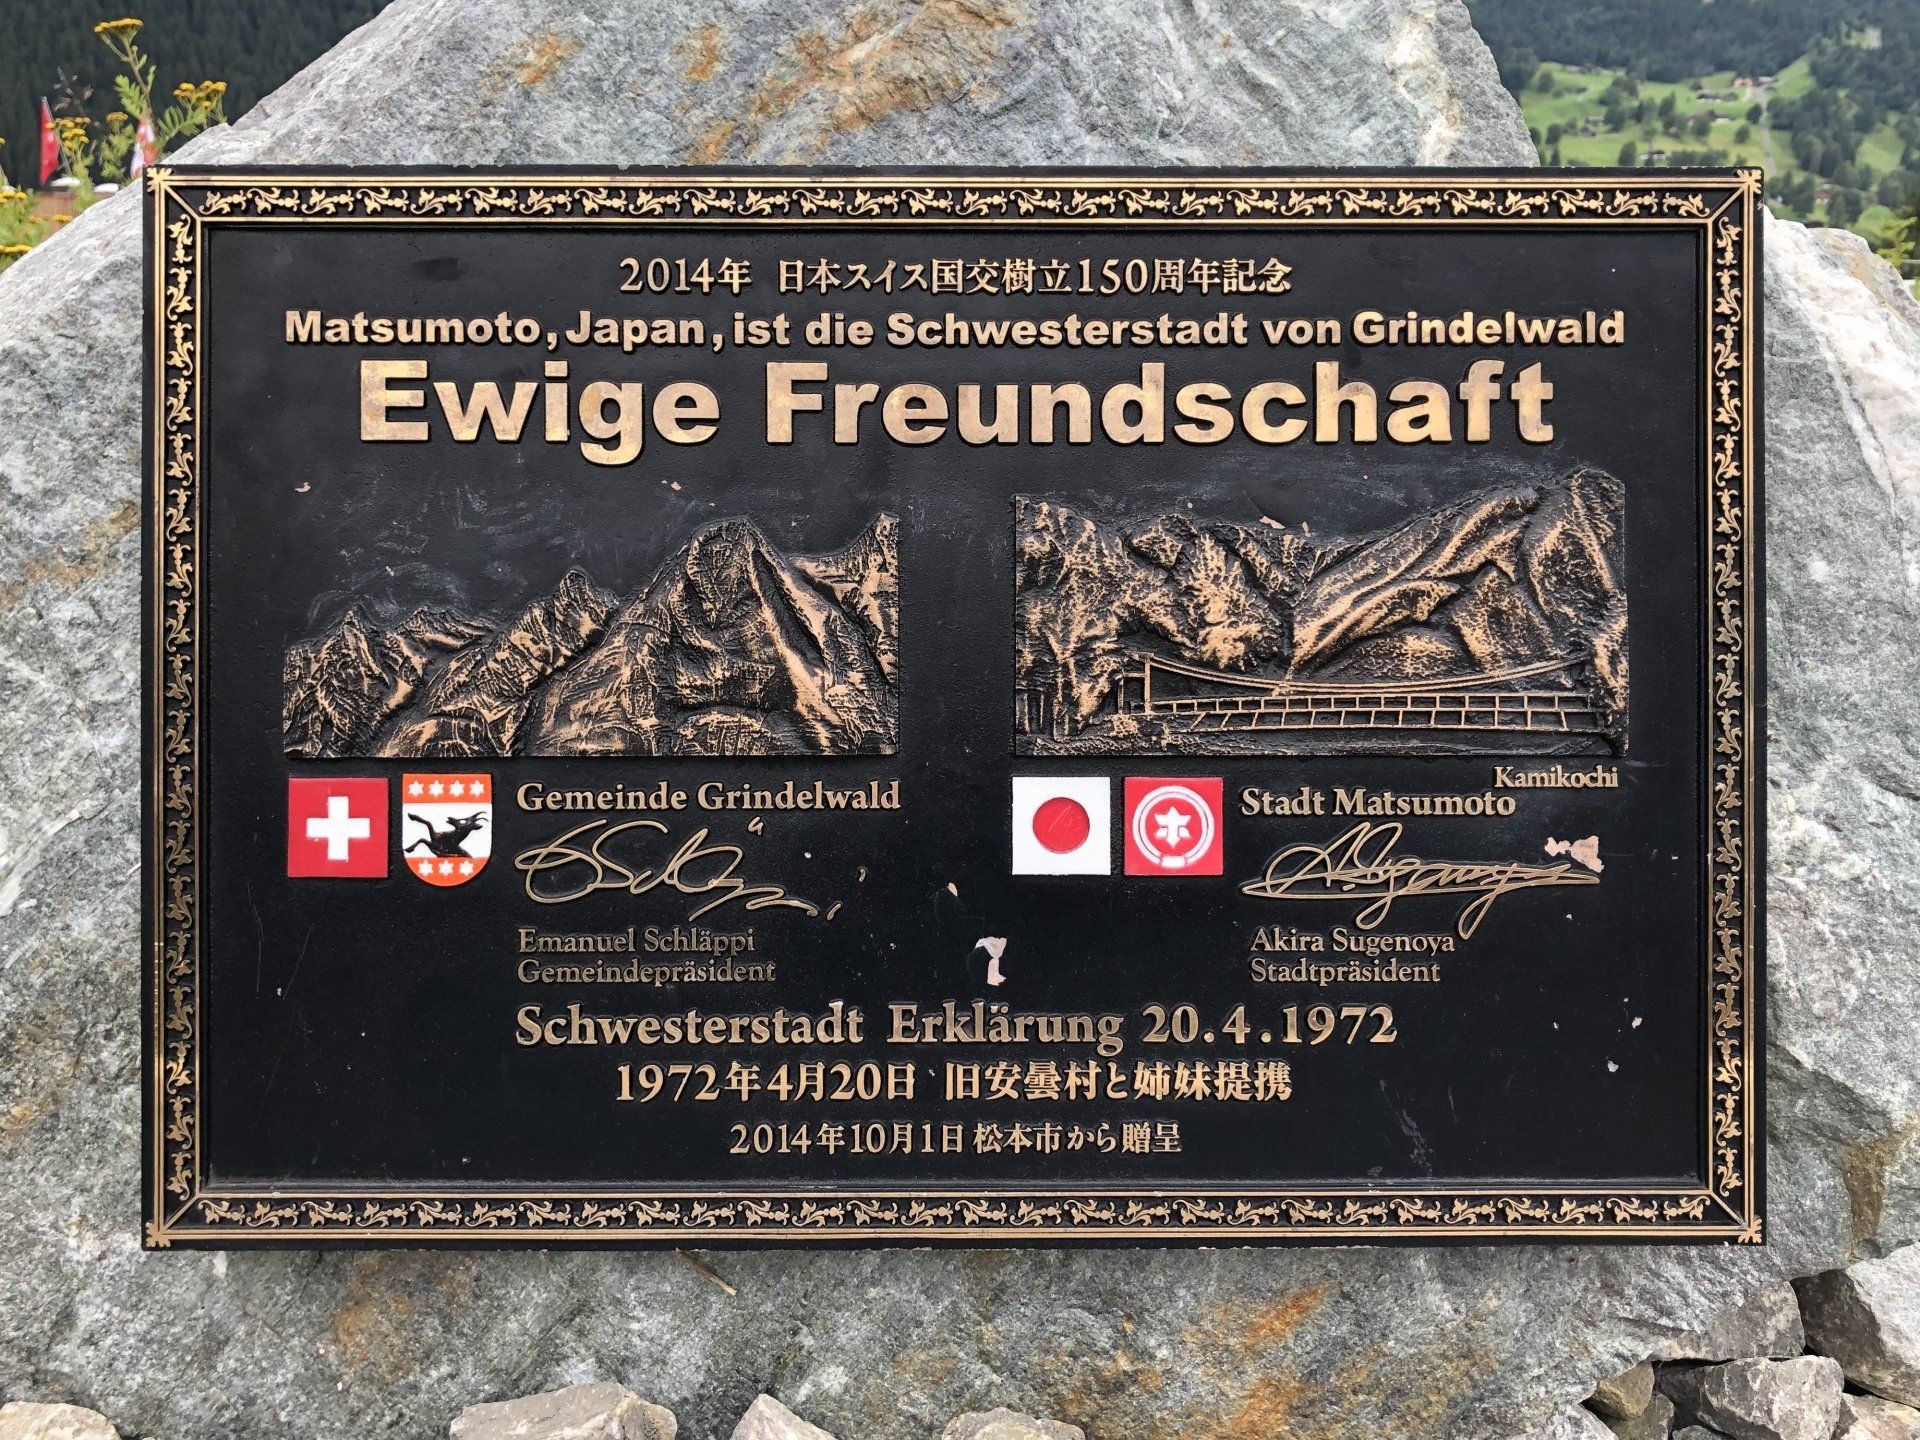 2014年 日本スイス国交樹立150周年記念
Matsumoto, Japan, ist die Schwesterstadt von Grindelwald
Ewige Freundschaft
Kamikochi
Gemeinde Grindelwald
Emanuel Schläppi
Gemeindepräsident
Stadt Matsumoto
Akira Sugenoya
Stadtpräsident
Schwesterstadt Erklärung 20.4.1972
1972年4月20日 旧安曇村と姉妹提携
2014年10月1日 松本市から贈呈